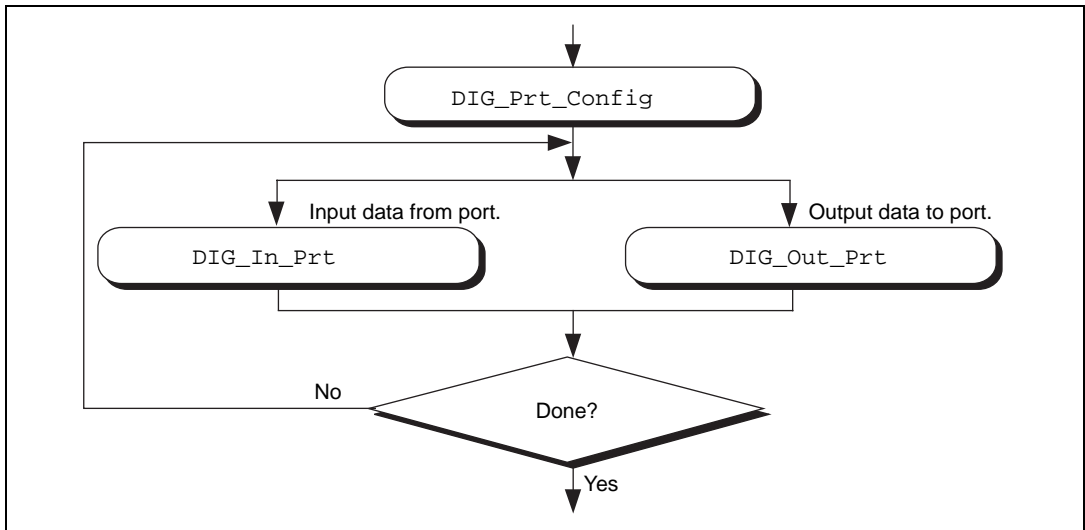 DIG_Prt_Config
Input data from port.
Output data to port.
DIG_In_Prt
DIG_Out_Prt
No
Done?
Yes